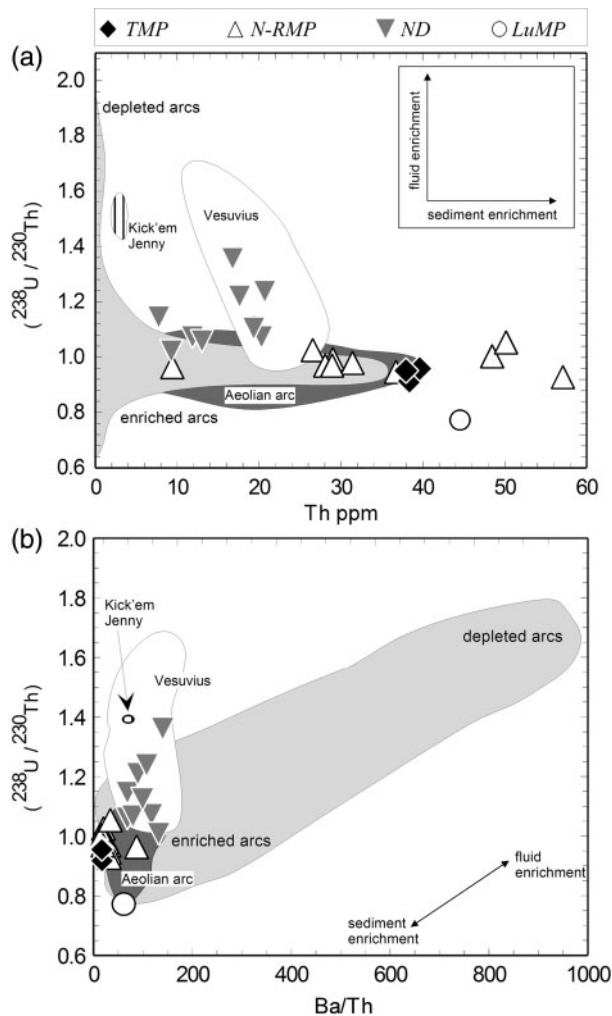 TMP N-RMP ND LuMP
(a)
2.0
1.8
1.6
1.4
1.2
1.0
0.8
0.6
(238U / 230Th)
depleted arcs
Kick'em
Jenny
Vesuvius
fluid enrichment
sediment enrichment
Aeolian arc
enriched arcs
0 10 20 30 40 50 60
Th ppm
(b)
2.0
1.8
1.6
1.4
1.2
1.0
0.8
0.6
(238U / 230Th)
Kick'em
Jenny
Vesuvius
depleted arcs
enriched arcs
Aeolian arc
fluid
enrichment
sediment
enrichment
0 200 400 600 800 1000
Ba/Th